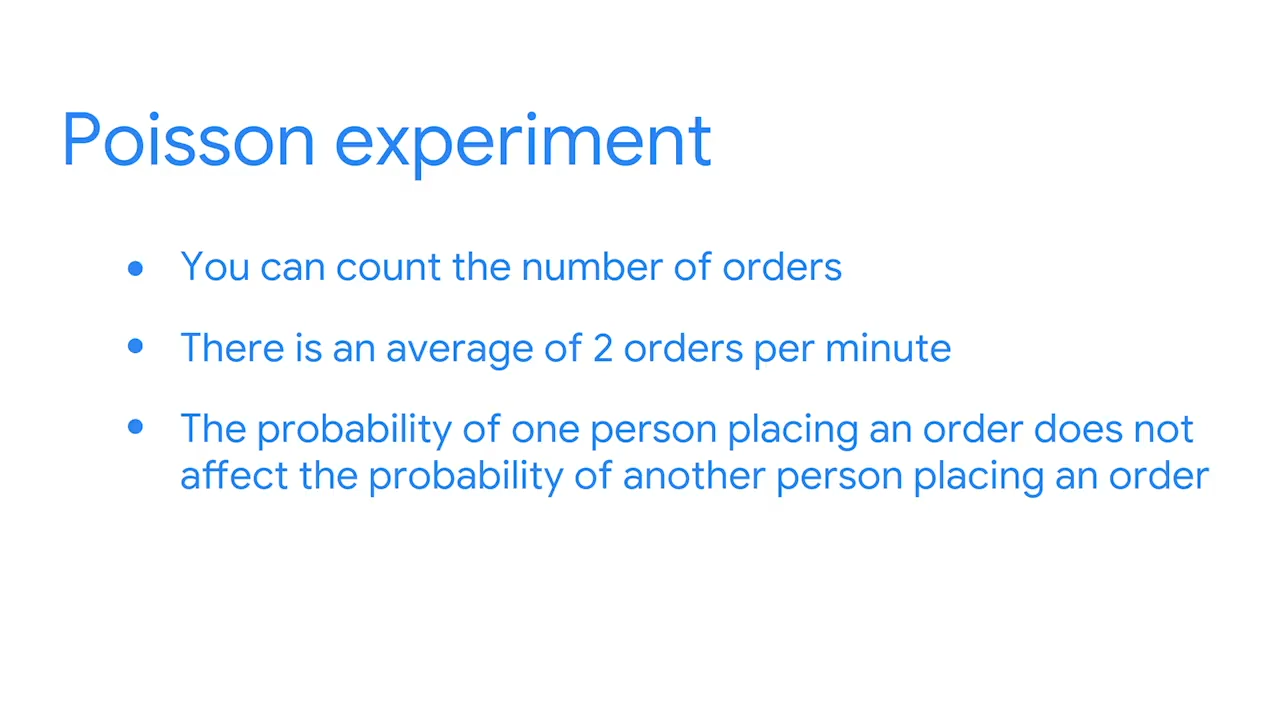 Poisson experiment
• You can count the number of orders
• There is an average of 2 orders per minute
• The probability of one person placing an order does not
affect the probability of another person placing an order